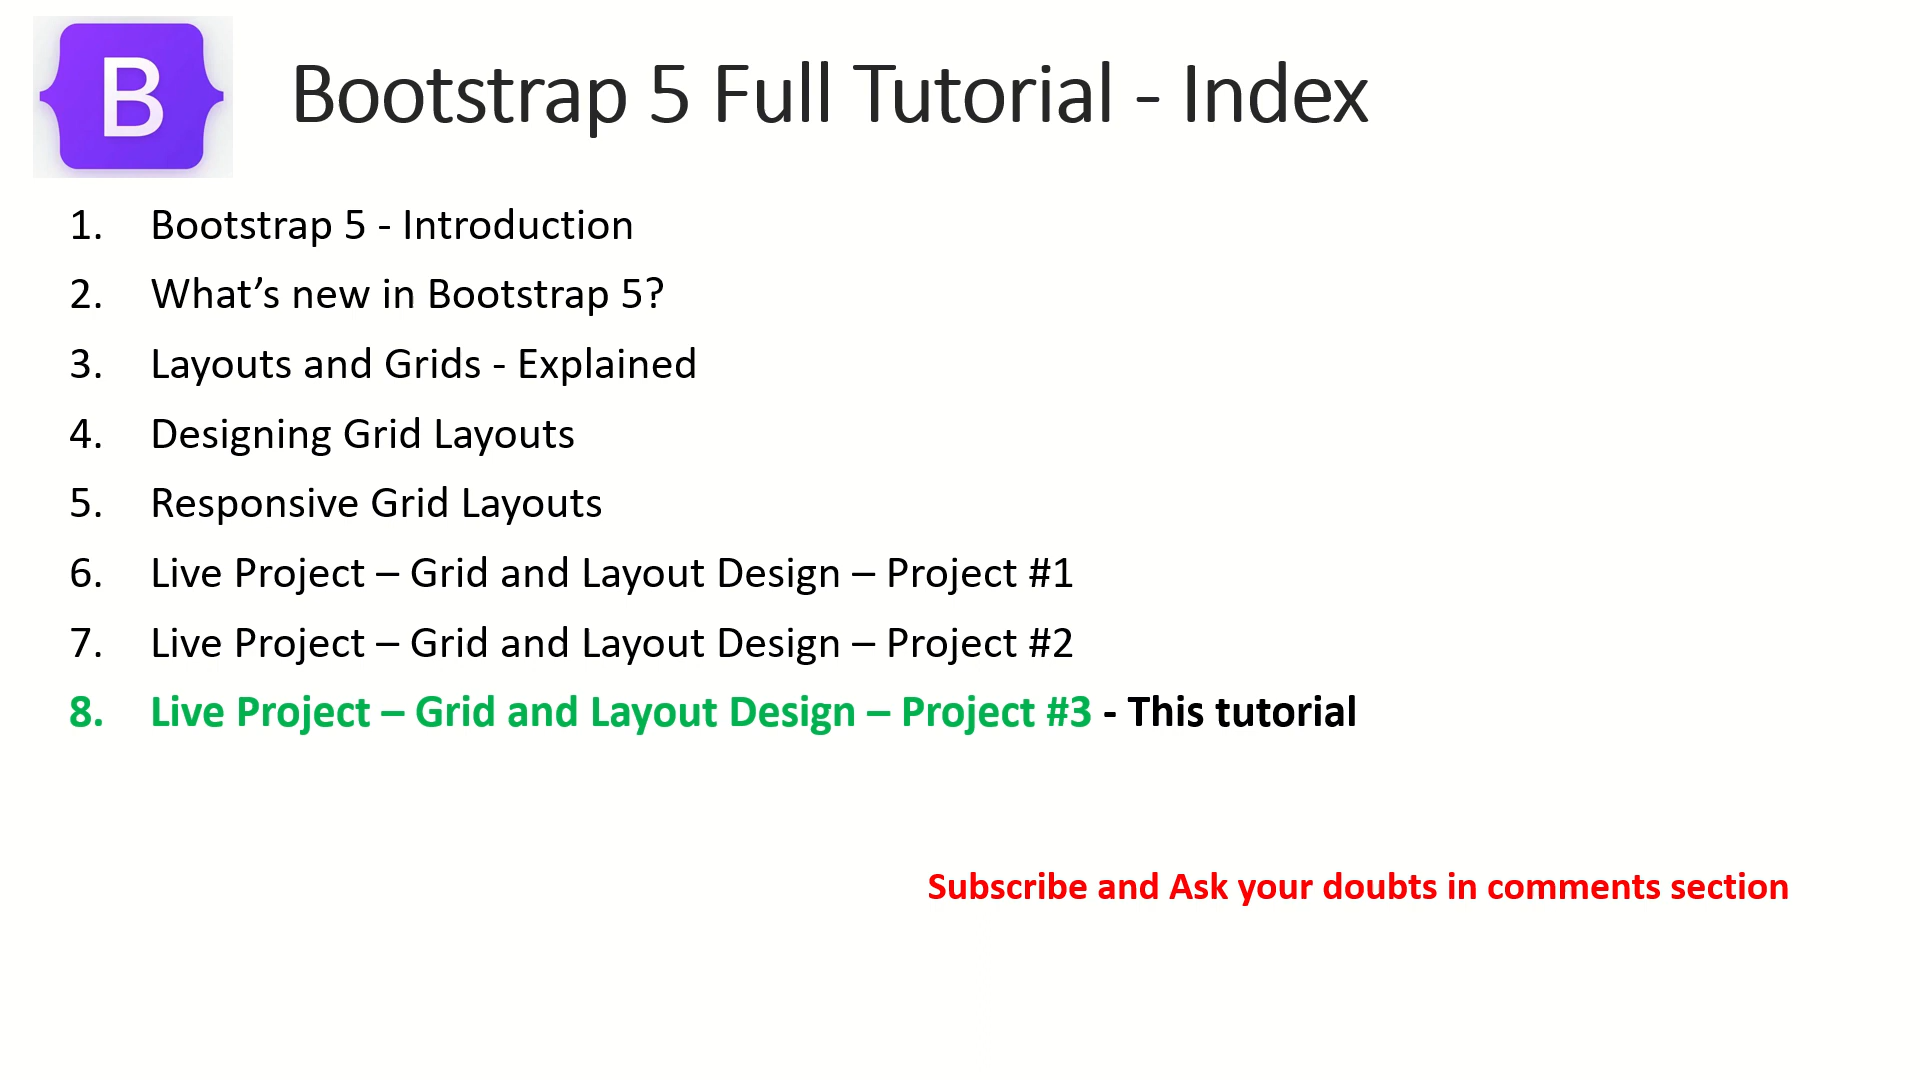 B
Bootstrap 5 Full Tutorial - Index
1. Bootstrap 5 - Introduction
2. What’s new in Bootstrap 5?
3. Layouts and Grids - Explained
4. Designing Grid Layouts
5. Responsive Grid Layouts
6. Live Project – Grid and Layout Design – Project #1
7. Live Project – Grid and Layout Design – Project #2
8. Live Project – Grid and Layout Design – Project #3 - This tutorial
Subscribe and Ask your doubts in comments section